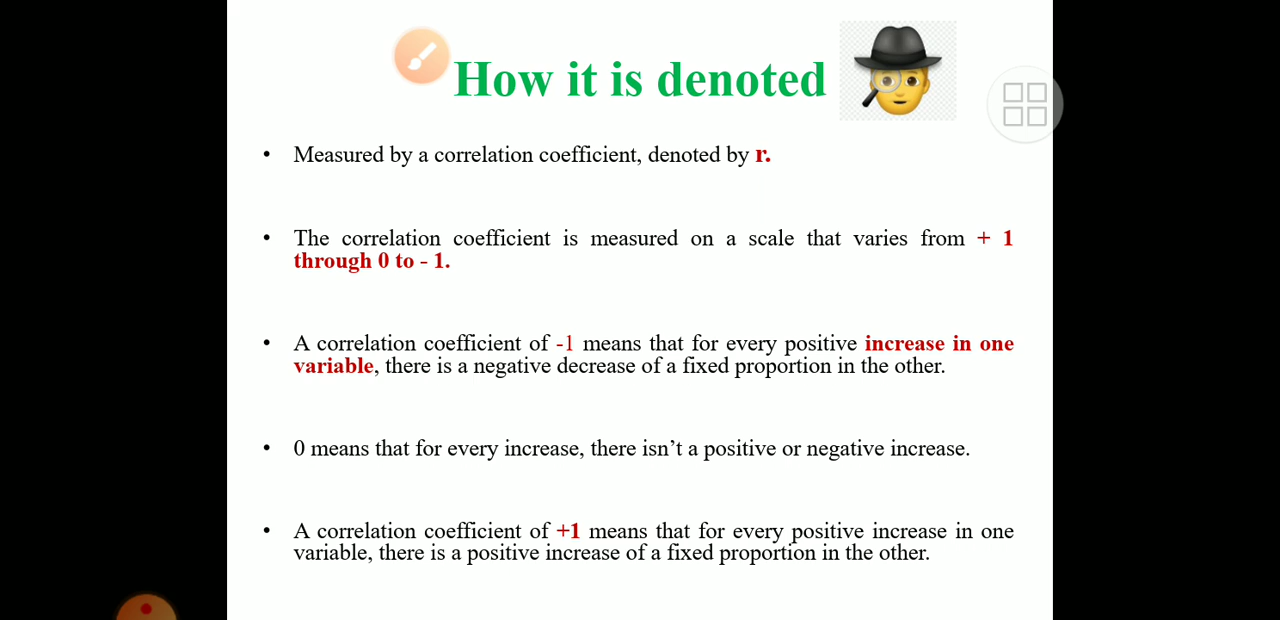 How it is denoted
• Measured by a correlation coefficient, denoted by r.
• The correlation coefficient is measured on a scale that varies from + 1
through 0 to - 1.
• A correlation coefficient of -1 means that for every positive increase in one
variable, there is a negative decrease of a fixed proportion in the other.
• 0 means that for every increase, there isn’t a positive or negative increase.
• A correlation coefficient of +1 means that for every positive increase in one
variable, there is a positive increase of a fixed proportion in the other.